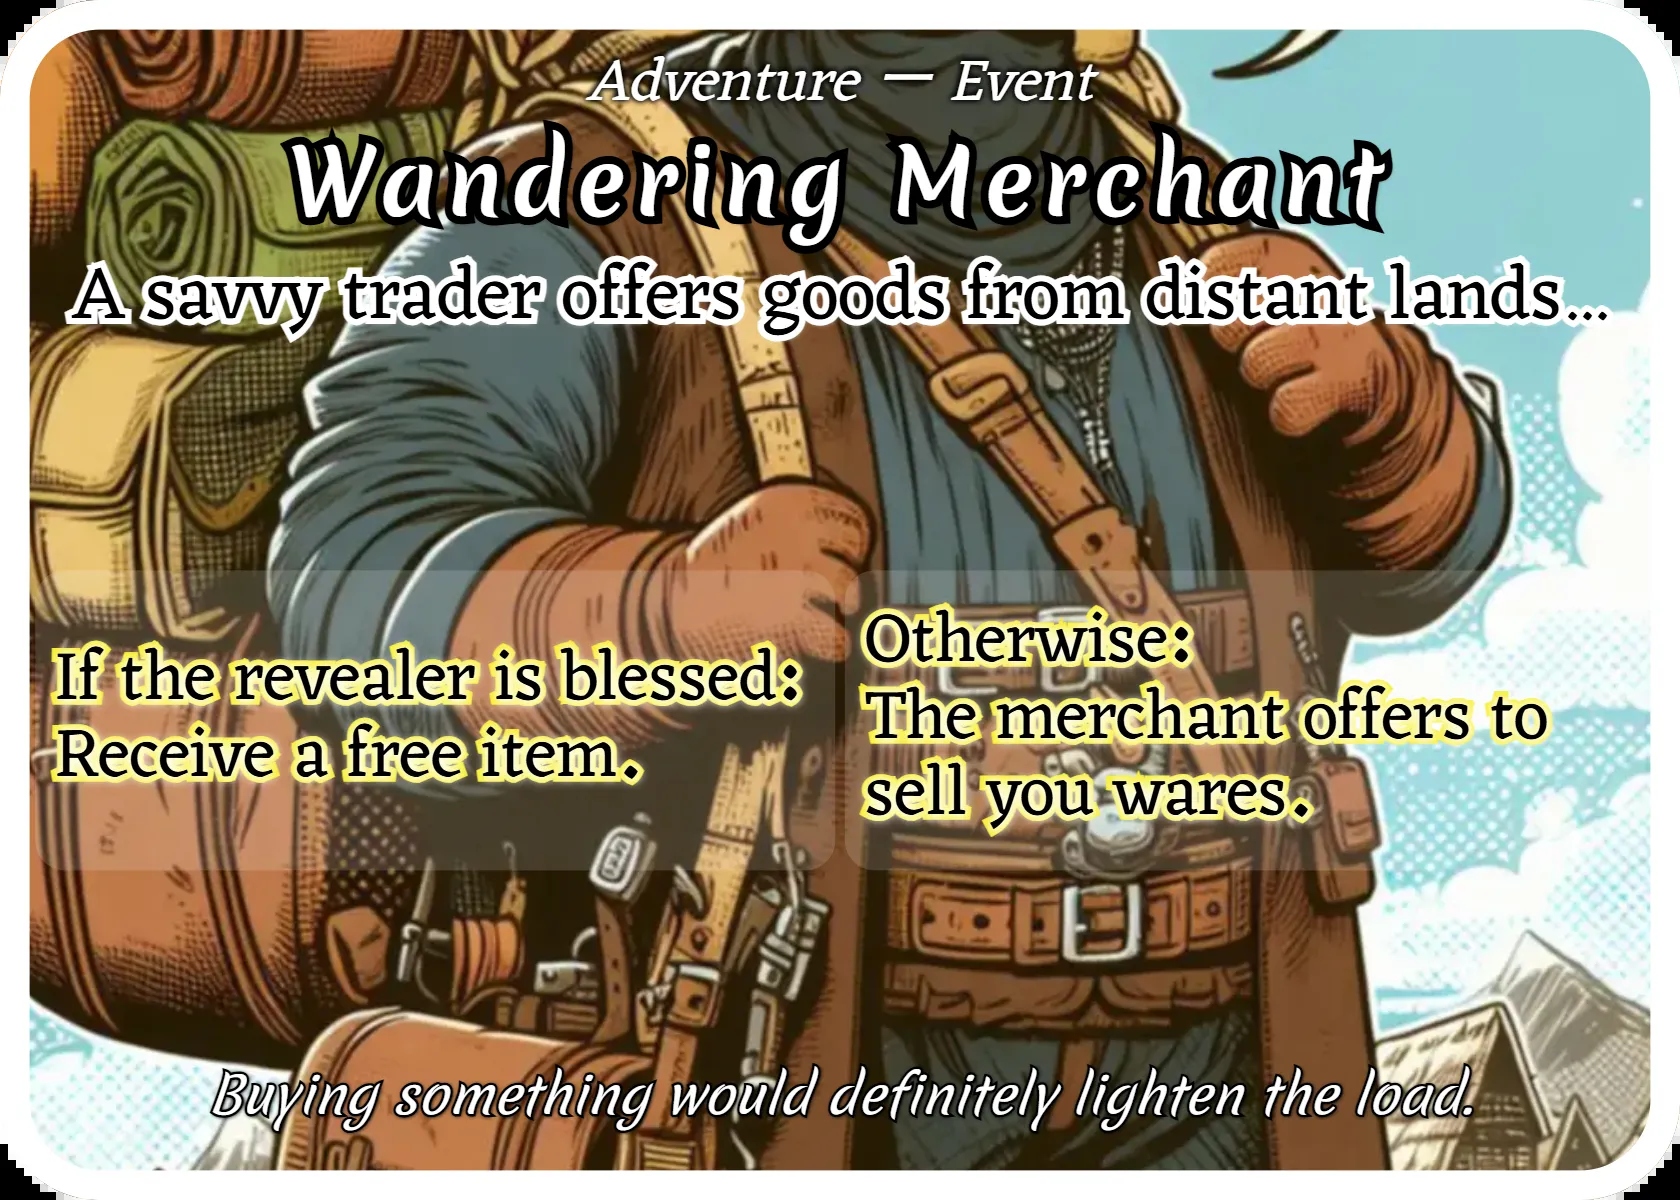 Adventure — Event
Wandering Merchant
A savvy trader offers goods from distant lands...
If the revealer is blessed:
Receive a free item.
Otherwise:
The merchant offers to
sell you wares.
Buying something would definitely lighten the load.